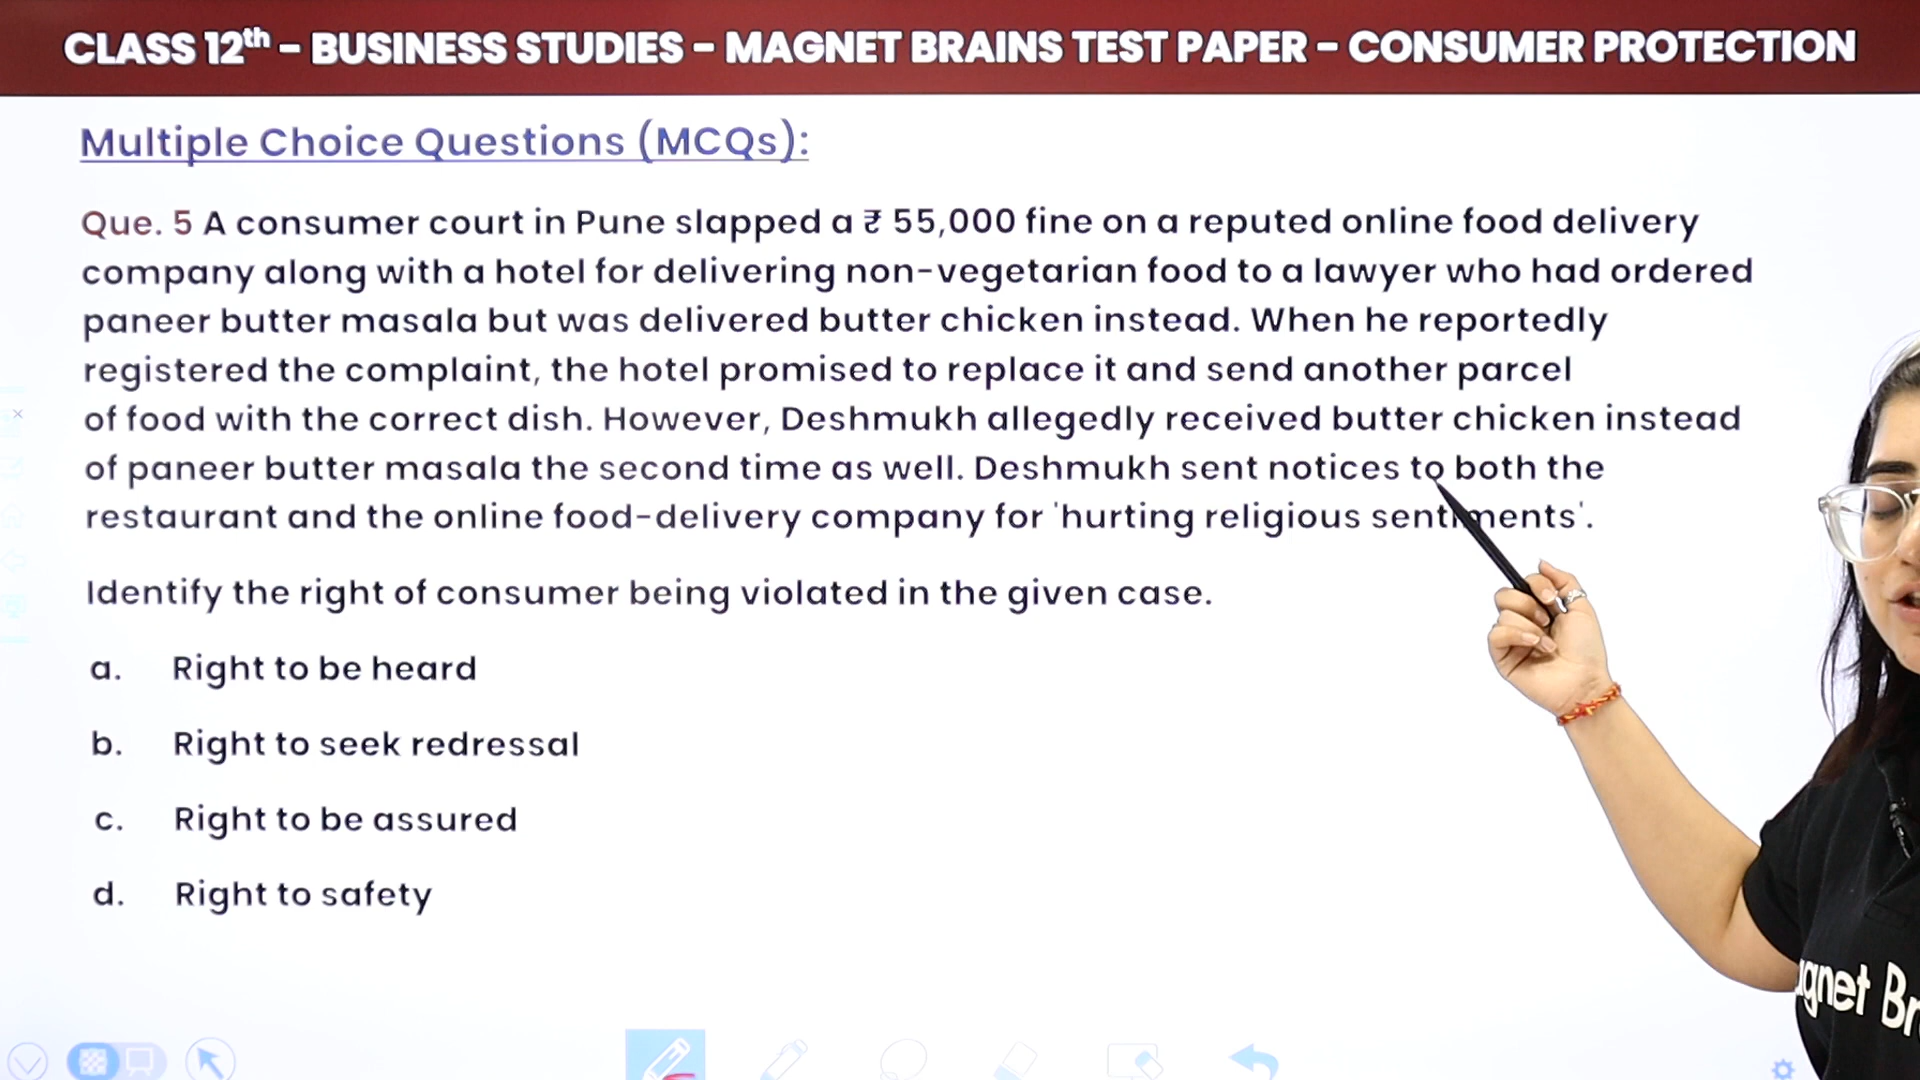 CLASS 12th – BUSINESS STUDIES – MAGNET BRAINS TEST PAPER – CONSUMER PROTECTION
Multiple Choice Questions (MCQs):
Que. 5 A consumer court in Pune slapped a ₹ 55,000 fine on a reputed online food delivery
company along with a hotel for delivering non-vegetarian food to a lawyer who had ordered
paneer butter masala but was delivered butter chicken instead. When he reportedly
registered the complaint, the hotel promised to replace it and send another parcel
of food with the correct dish. However, Deshmukh allegedly received butter chicken instead
of paneer butter masala the second time as well. Deshmukh sent notices to both the
restaurant and the online food-delivery company for 'hurting religious sentiments'.
Identify the right of consumer being violated in the given case.
a. Right to be heard
b. Right to seek redressal
c. Right to be assured
d. Right to safety
gnet Br